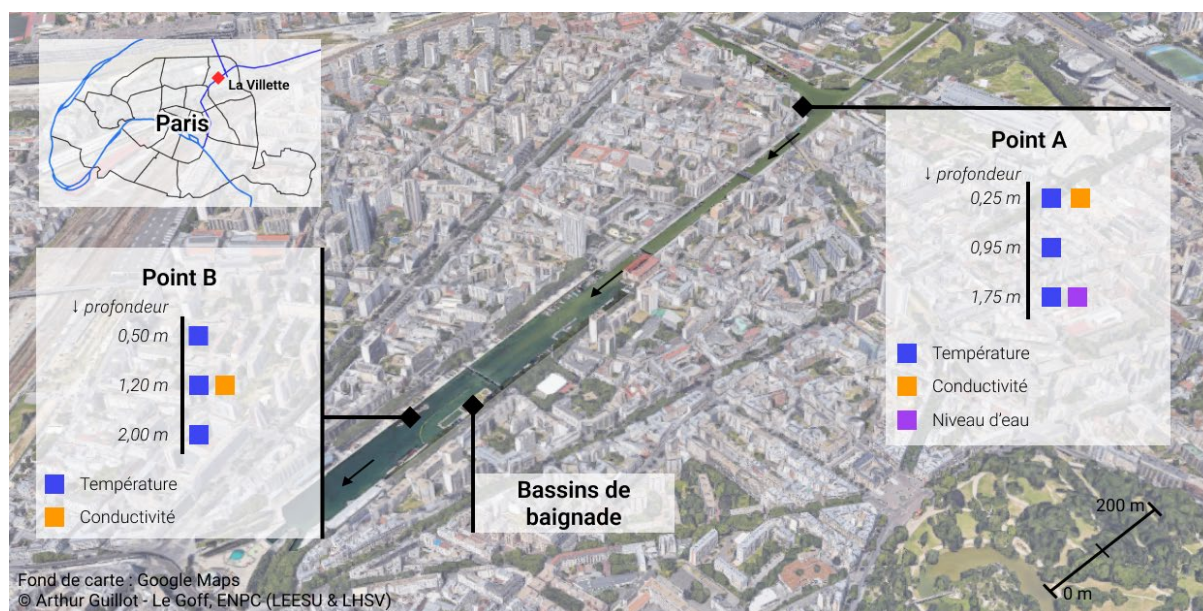 La Villette
Paris
Point A
↓ profondeur
0,25 m
0,95 m
1,75 m
Température
Conductivité
Niveau d'eau
Point B
↓ profondeur
0,50 m
1,20 m
2,00 m
Température
Conductivité
Bassins de
baignade
200 m
0 m
Fond de carte : Google Maps
© Arthur Guillot - Le Goff, ENPC (LEESU & LHSV)